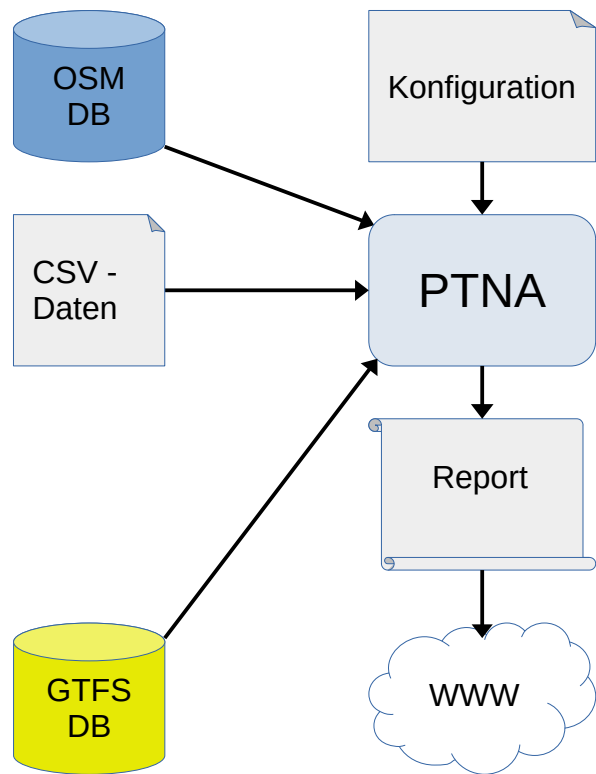 OSM
DB
Konfiguration
CSV -
Daten
PTNA
Report
GTFS
DB
WWW